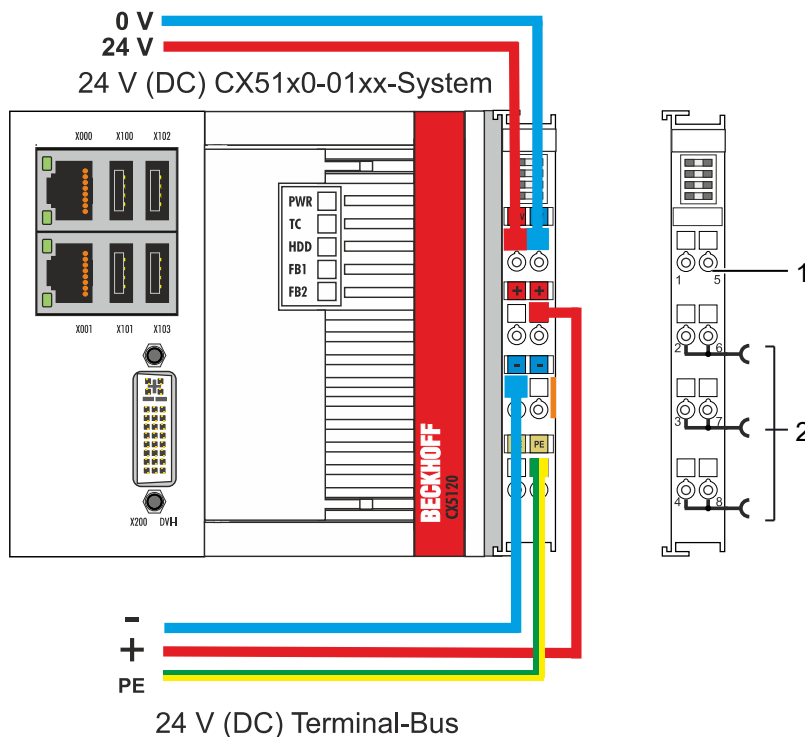 0 V
24 V
24 V (DC) CX51x0-01xx-System
X000 X100 X102
PWR
TC
HDD
FB1
FB2
X001 X101 X103
X200 DVI-I
BECKHOFF
CX5120
+ +
- -
PE
1 5
2 6
3 7
4 8
1
2
-
+
PE
24 V (DC) Terminal-Bus